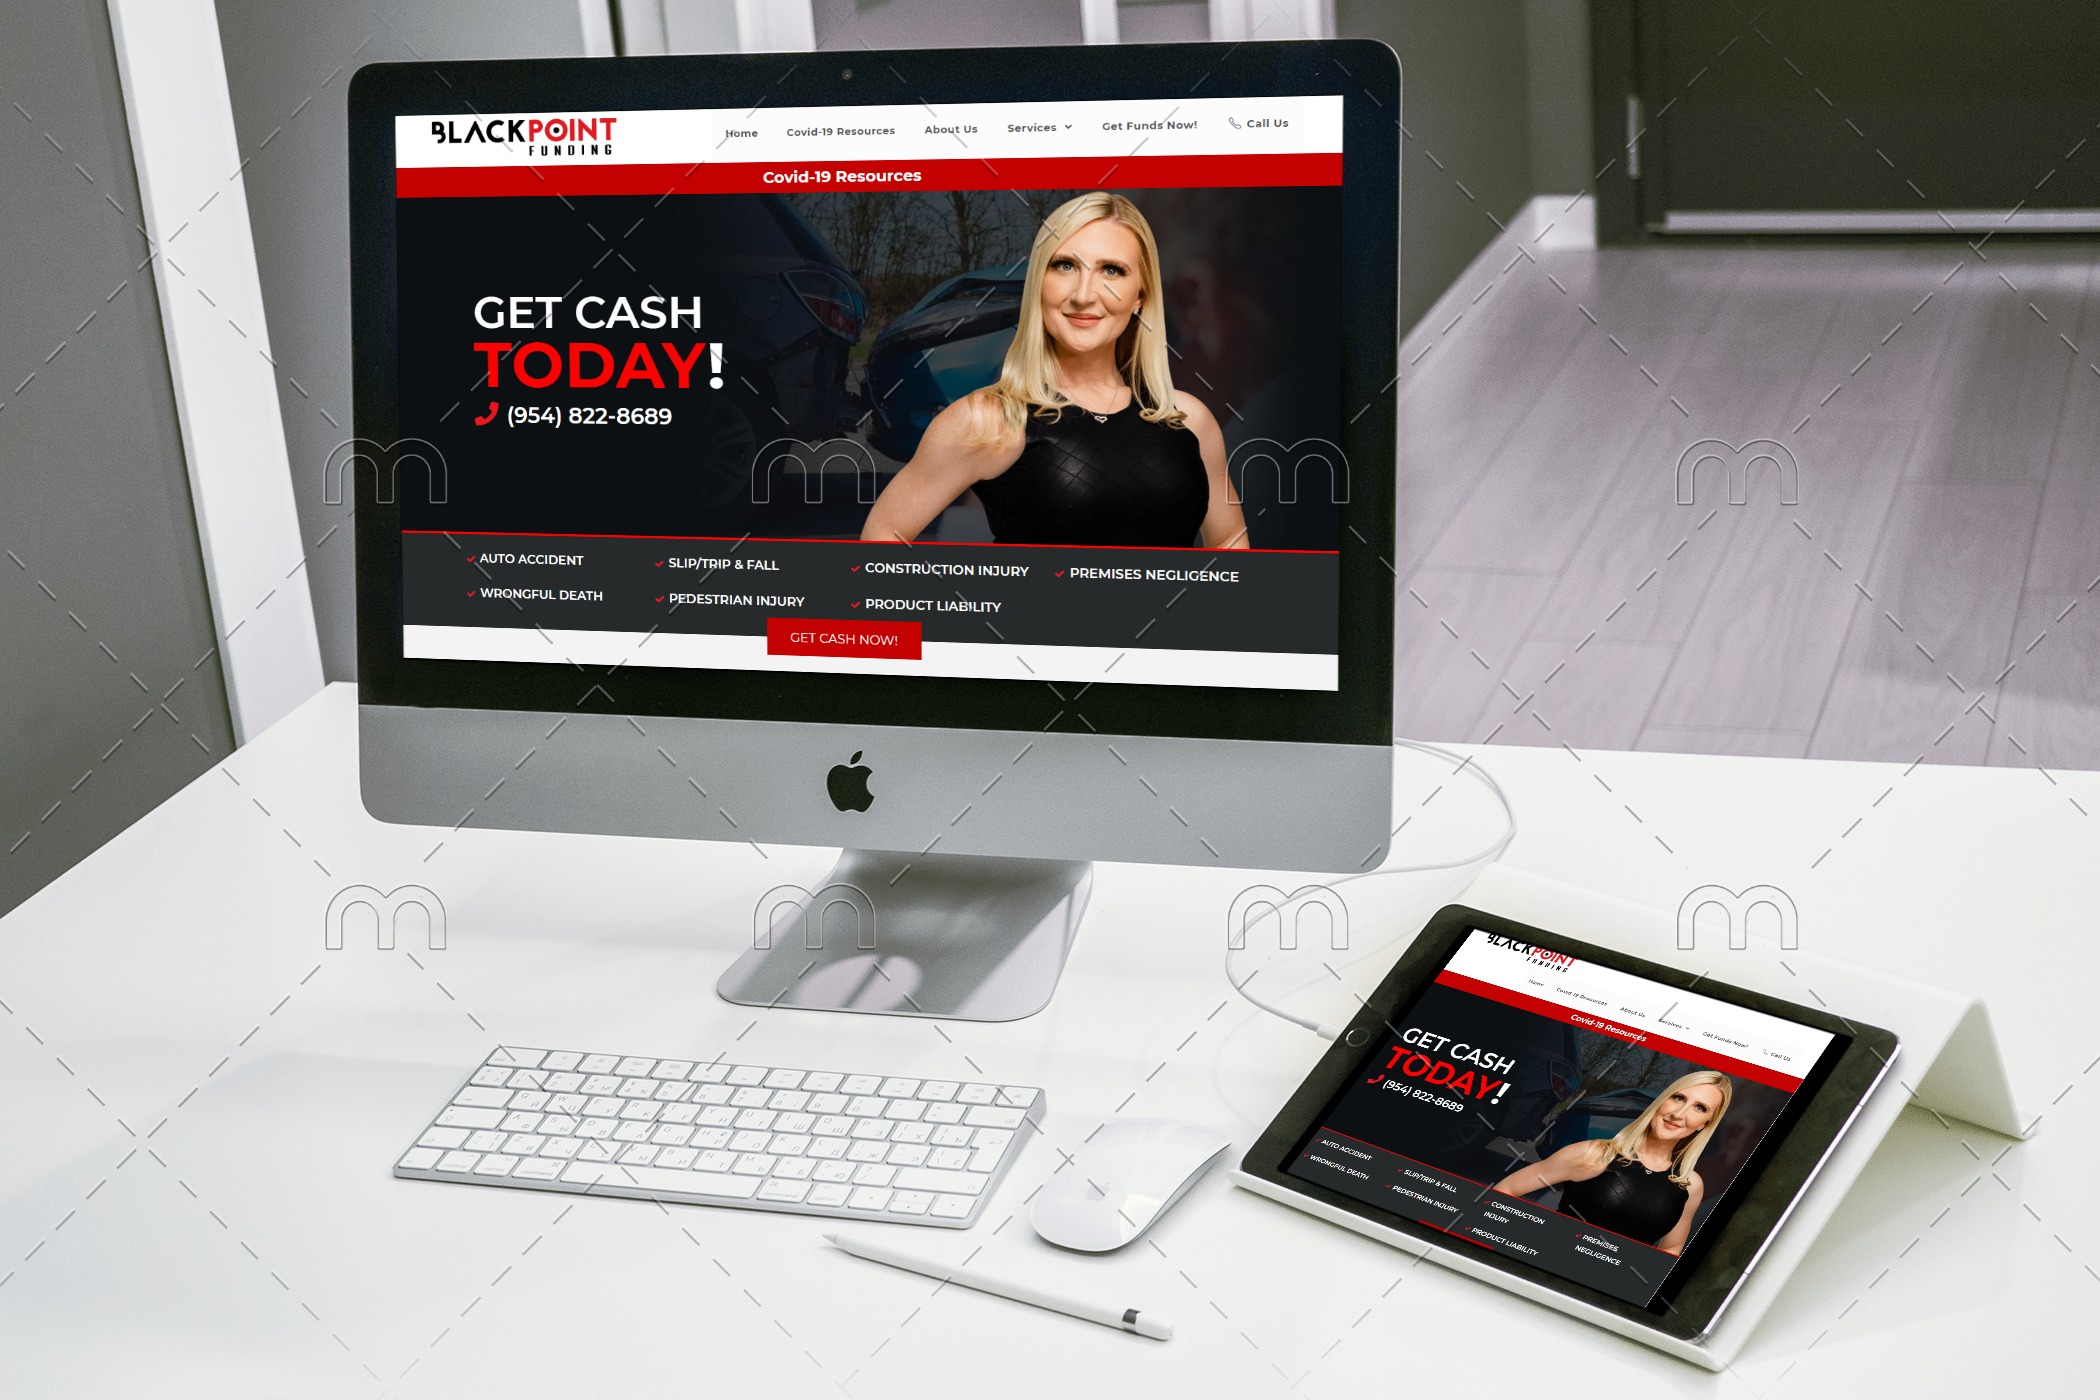 BLACKPOINT
FUNDING
Home Covid-19 Resources About Us Services Get Funds Now! Call Us
Covid-19 Resources
GET CASH
TODAY!
(954) 822-8689
AUTO ACCIDENT SLIP/TRIP & FALL CONSTRUCTION INJURY PREMISES NEGLIGENCE
WRONGFUL DEATH PEDESTRIAN INJURY PRODUCT LIABILITY
GET CASH NOW!
BLACKPOINT
FUNDING
Home Covid-19 Resources About Us Services Get Funds Now! Call Us
Covid-19 Resources
GET CASH
TODAY!
(954) 822-8689
AUTO ACCIDENT
SLIP/TRIP & FALL
CONSTRUCTION
INJURY
PREMISES
NEGLIGENCE
WRONGFUL DEATH
PEDESTRIAN INJURY
PRODUCT LIABILITY
m m m m
m m m m